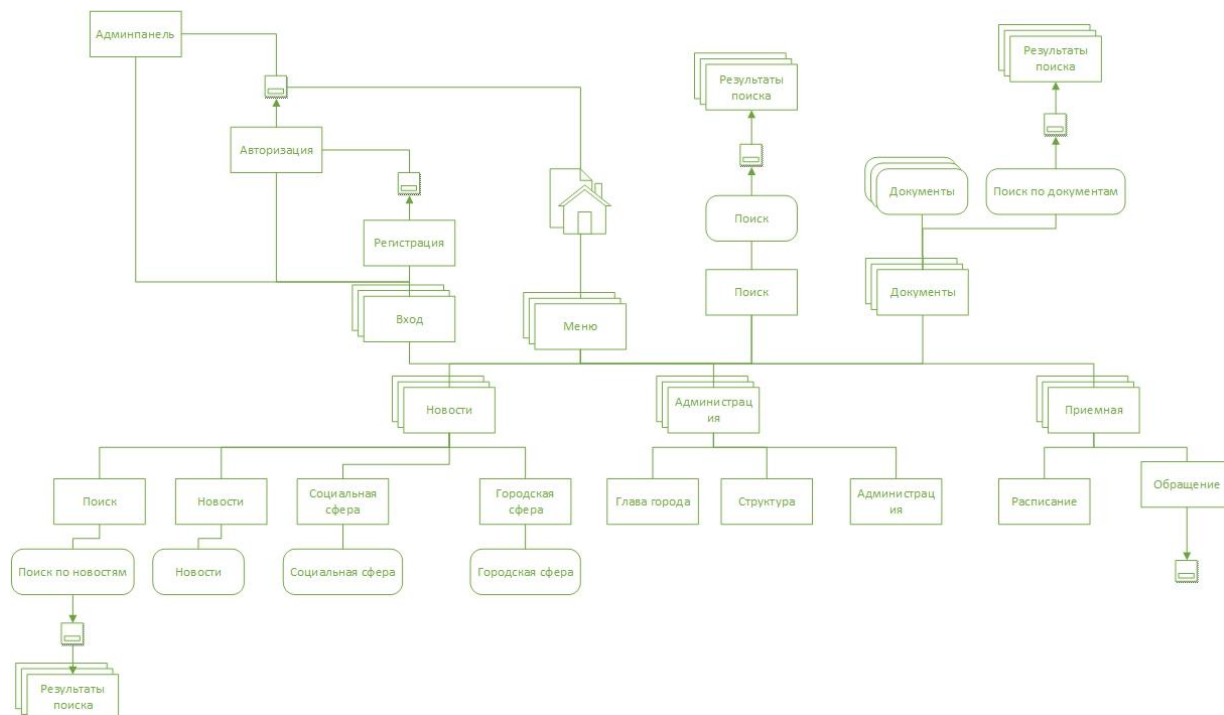 Админпанель
Результаты
поиска
Результаты
поиска
Авторизация
Документы
Поиск по документам
Поиск
Регистрация
Поиск
Документы
Вход
Меню
Новости
Администрац
ия
Приемная
Поиск
Новости
Социальная
сфера
Городская
сфера
Глава города
Структура
Администрац
ия
Расписание
Обращение
Поиск по новостям
Новости
Социальная сфера
Городская сфера
Результаты
поиска